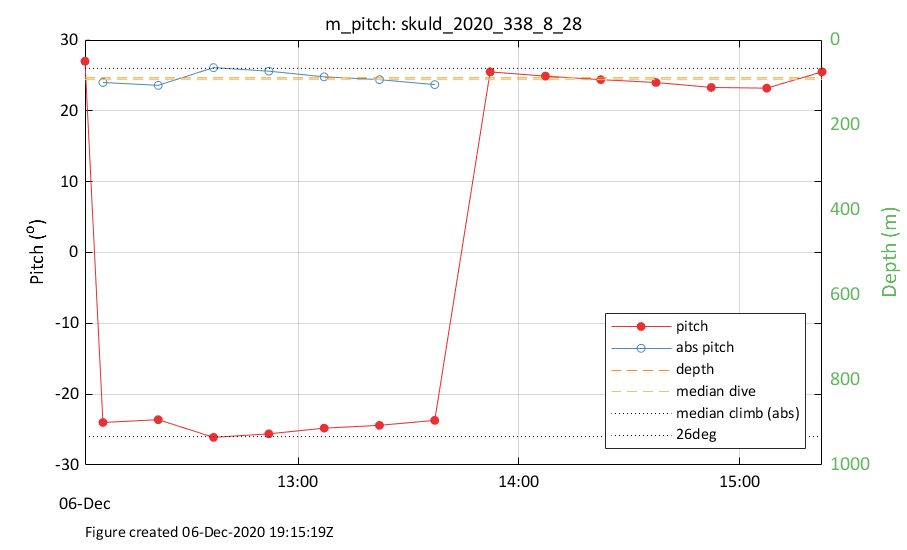 m_pitch: skuld_2020_338_8_28
30
20
10
0
-10
-20
-30
Pitch (°)
0
200
400
600
800
1000
Depth (m)
pitch
abs pitch
depth
median dive
median climb (abs)
26deg
13:00
14:00
15:00
06-Dec
Figure created 06-Dec-2020 19:15:19Z